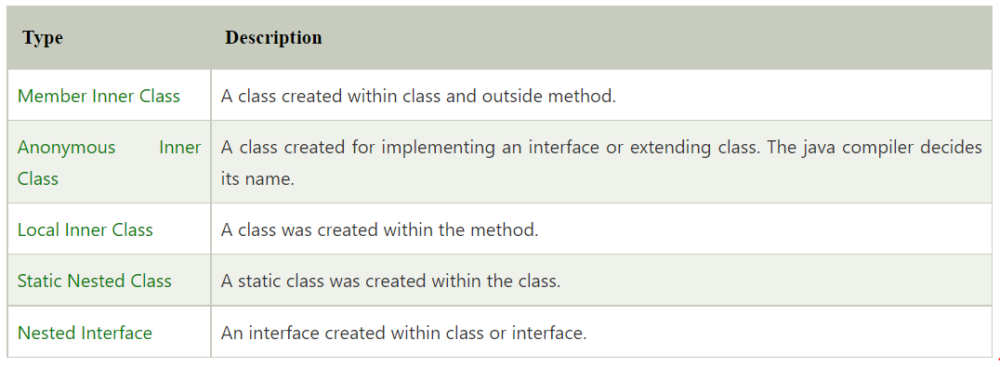 Type Description
Member Inner Class A class created within class and outside method.
Anonymous Inner A class created for implementing an interface or extending class. The java compiler decides
Class its name.
Local Inner Class A class was created within the method.
Static Nested Class A static class was created within the class.
Nested Interface An interface created within class or interface.